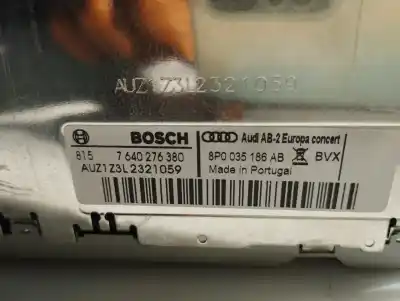 AUZ1Z3L2321059
BOSCH
Audi AB-2 Europa concert
815 7 640 276 380
8P0 035 186 AB BVX
AUZ1Z3L2321059
Made in Portugal